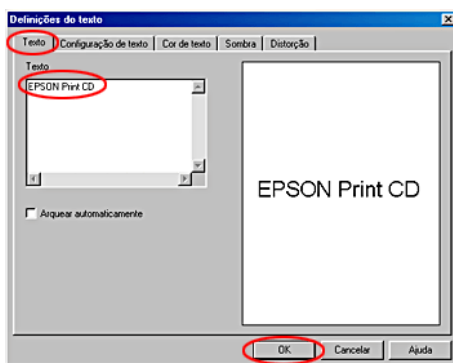 Definições do texto
Texto Configuração de texto Cor de texto Sombra Distorção
Texto
EPSON Print CD
EPSON Print CD
Arquear automaticamente
OK Cancelar Ajuda